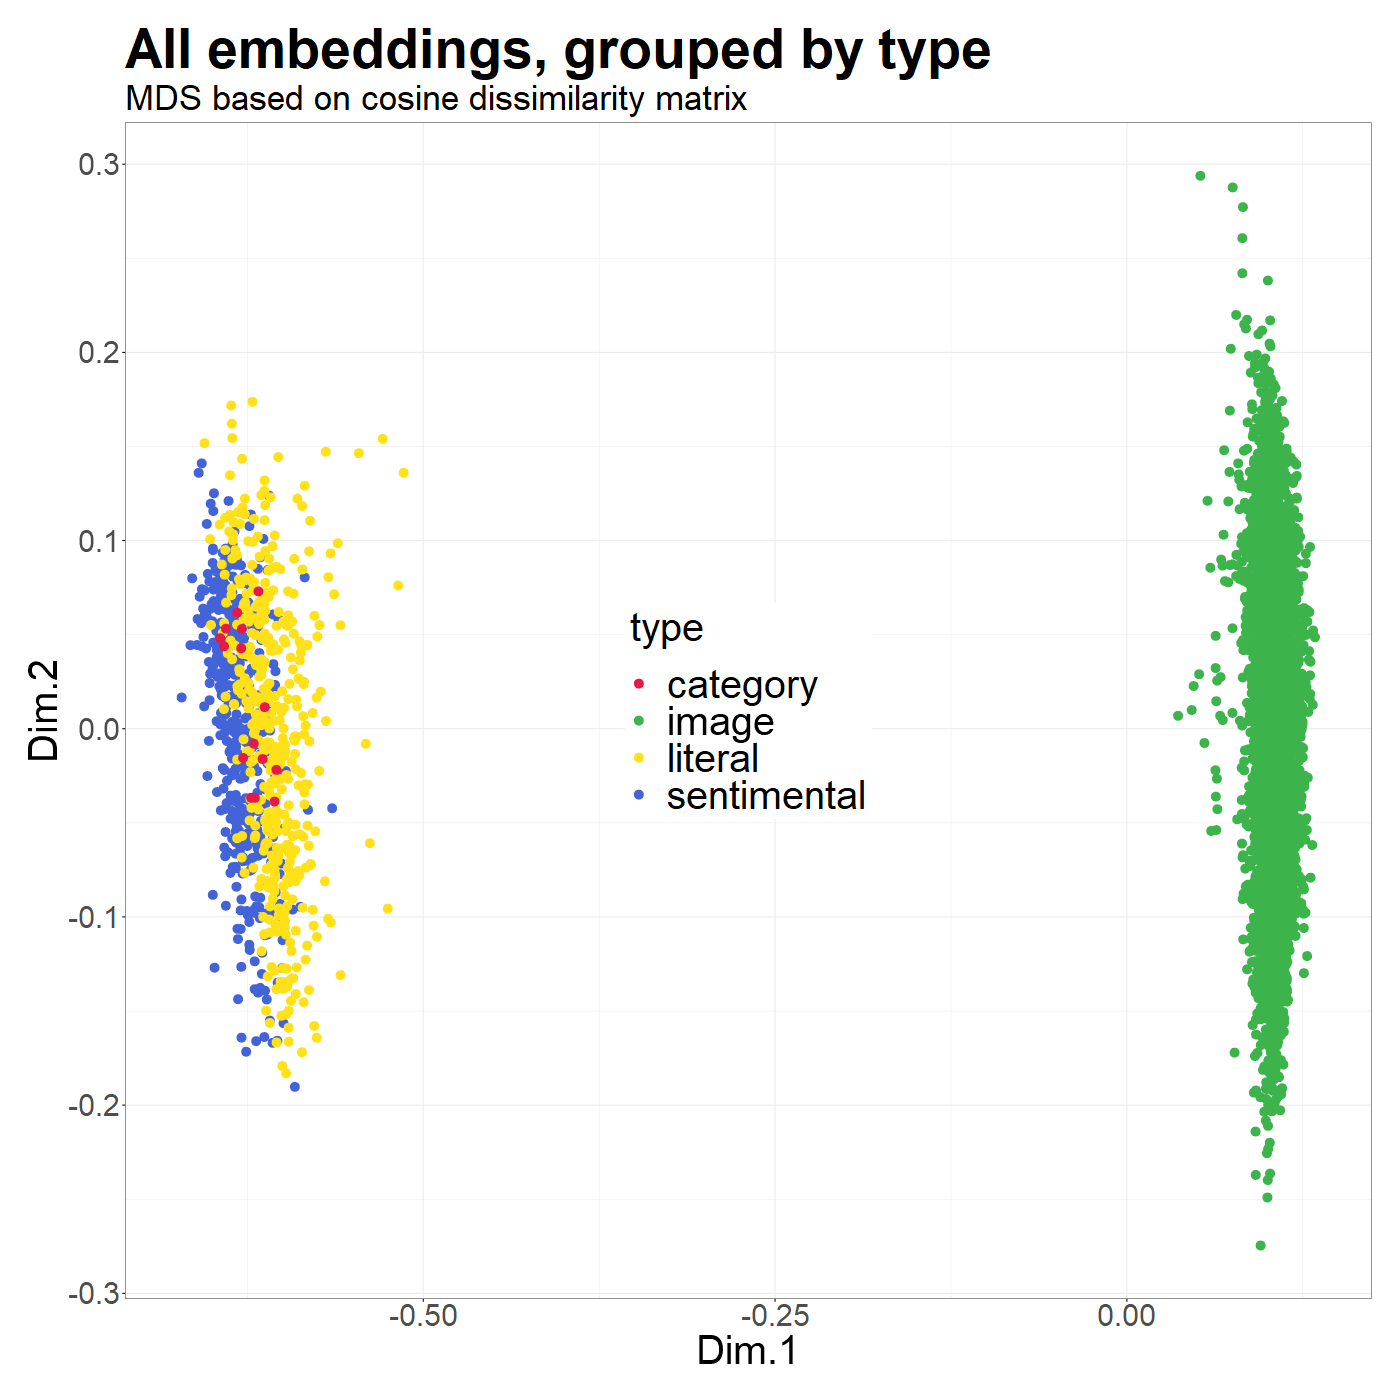 All embeddings, grouped by type
MDS based on cosine dissimilarity matrix
0.3
0.2
0.1
0.0
-0.1
-0.2
-0.3
Dim.2
type
category
image
literal
sentimental
-0.50
-0.25
0.00
Dim.1